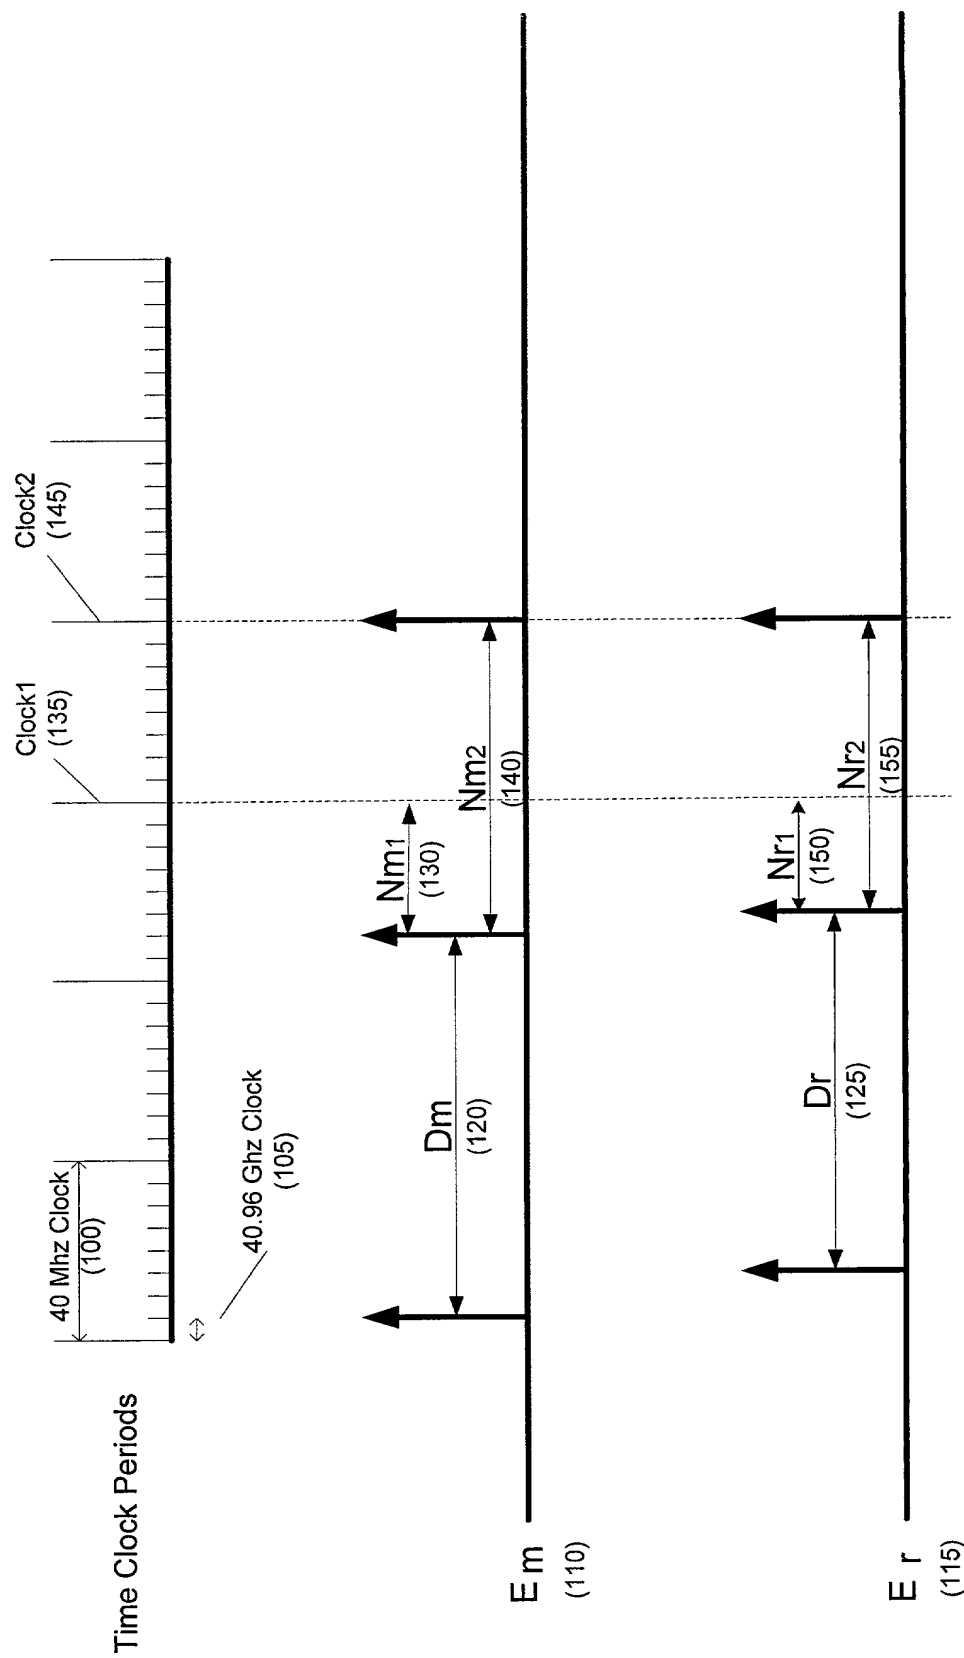 Time Clock Periods
40 Mhz Clock
(100)
40.96 Ghz Clock
(105)
Clock1
(135)
Clock2
(145)
Em
(110)
Dm
(120)
Nm1
(130)
Nm2
(140)
Er
(115)
Dr
(125)
Nr1
(150)
Nr2
(155)